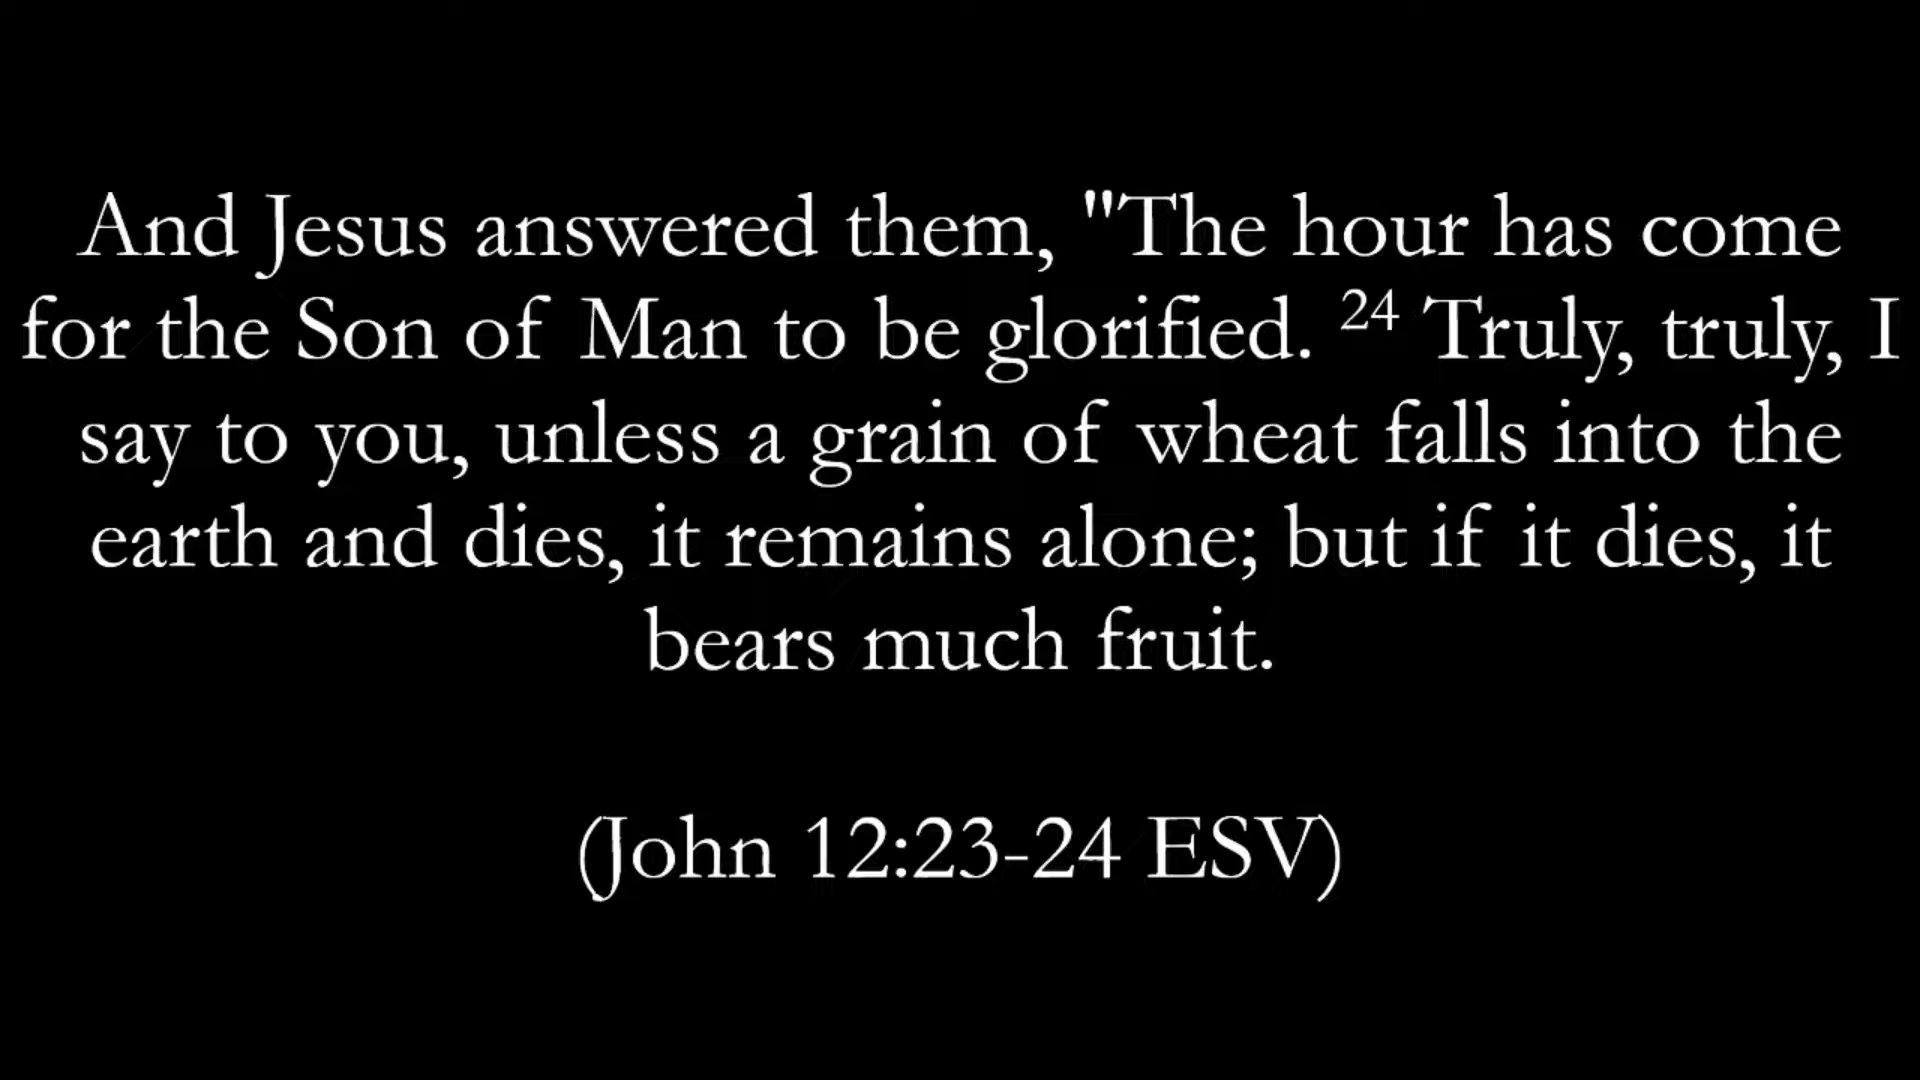 And Jesus answered them, "The hour has come
for the Son of Man to be glorified. 24 Truly, truly, I
say to you, unless a grain of wheat falls into the
earth and dies, it remains alone; but if it dies, it
bears much fruit.
(John 12:23-24 ESV)